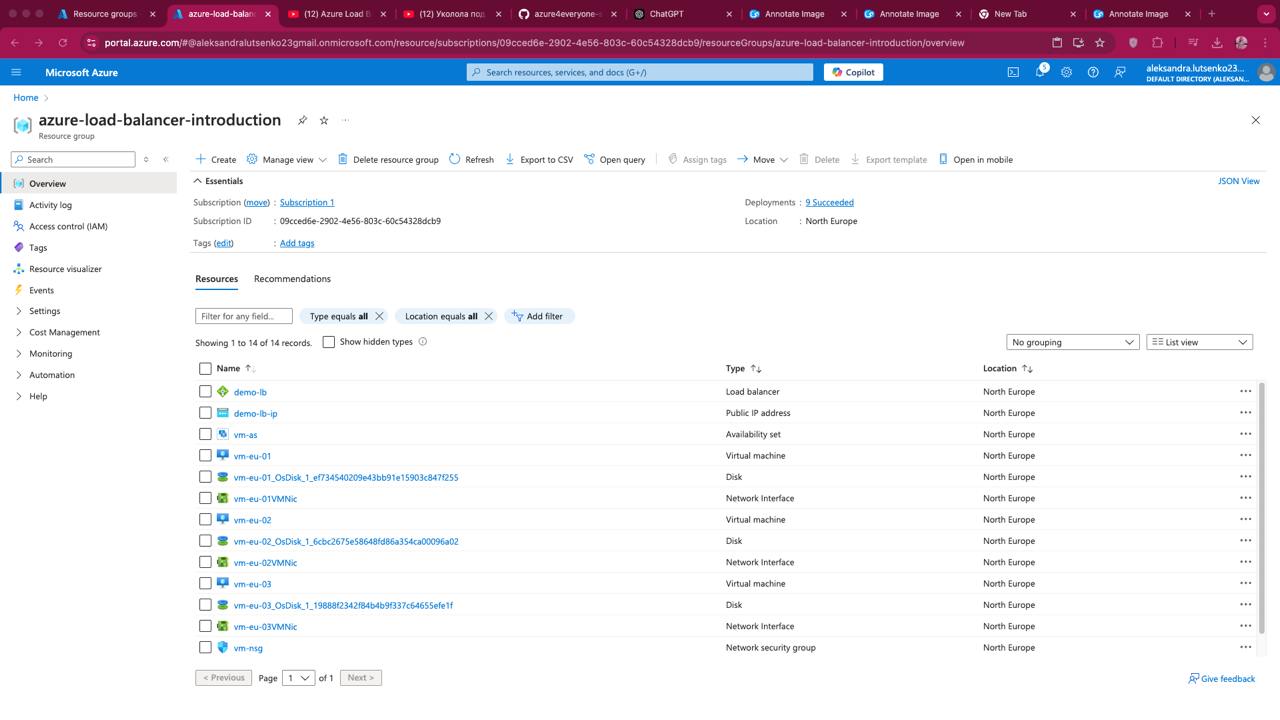 Resource groups
azure-load-balan
(12) Azure Load B
(12) Уколола под
azure4everyone-s
ChatGPT
Annotate Image
Annotate Image
New Tab
Annotate Image
portal.azure.com/#@aleksandralutsenko23gmail.onmicrosoft.com/resource/subscriptions/09cced6e-2902-4e56-803c-60c54328dcb9/resourceGroups/azure-load-balancer-introduction/overview
Microsoft Azure
Search resources, services, and docs (G+/)
Copilot
5
aleksandra.lutsenko23...
DEFAULT DIRECTORY (ALEKSAN...
Home
azure-load-balancer-introduction
Resource group
Search
Create
Manage view
Delete resource group
Refresh
Export to CSV
Open query
Assign tags
Move
Delete
Export template
Open in mobile
Overview
Activity log
Access control (IAM)
Tags
Resource visualizer
Events
Settings
Cost Management
Monitoring
Automation
Help
Essentials
JSON View
Subscription (move) : Subscription 1
Deployments : 9 Succeeded
Subscription ID : 09cced6e-2902-4e56-803c-60c54328dcb9
Location : North Europe
Tags (edit) : Add tags
Resources Recommendations
Filter for any field...
Type equals all
Location equals all
Add filter
Showing 1 to 14 of 14 records.
Show hidden types
No grouping
List view
Name Type Location
demo-lb Load balancer North Europe
demo-lb-ip Public IP address North Europe
vm-as Availability set North Europe
vm-eu-01 Virtual machine North Europe
vm-eu-01_OsDisk_1_ef734540209e43bb91e15903c847f255 Disk North Europe
vm-eu-01VMNic Network Interface North Europe
vm-eu-02 Virtual machine North Europe
vm-eu-02_OsDisk_1_6cbc2675e58648fd86a354ca00096a02 Disk North Europe
vm-eu-02VMNic Network Interface North Europe
vm-eu-03 Virtual machine North Europe
vm-eu-03_OsDisk_1_19888f2342f84b4b9f337c64655efe1f Disk North Europe
vm-eu-03VMNic Network Interface North Europe
vm-nsg Network security group North Europe
< Previous Page 1 of 1 Next >
Give feedback